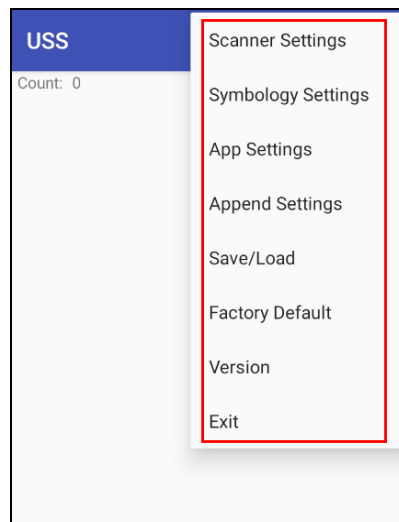 USS
Count: 0
Scanner Settings
Symbology Settings
App Settings
Append Settings
Save/Load
Factory Default
Version
Exit